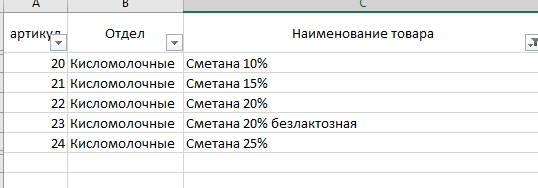 A B C
артикул Отдел Наименование товара
20 Кисломолочные Сметана 10%
21 Кисломолочные Сметана 15%
22 Кисломолочные Сметана 20%
23 Кисломолочные Сметана 20% безлактозная
24 Кисломолочные Сметана 25%